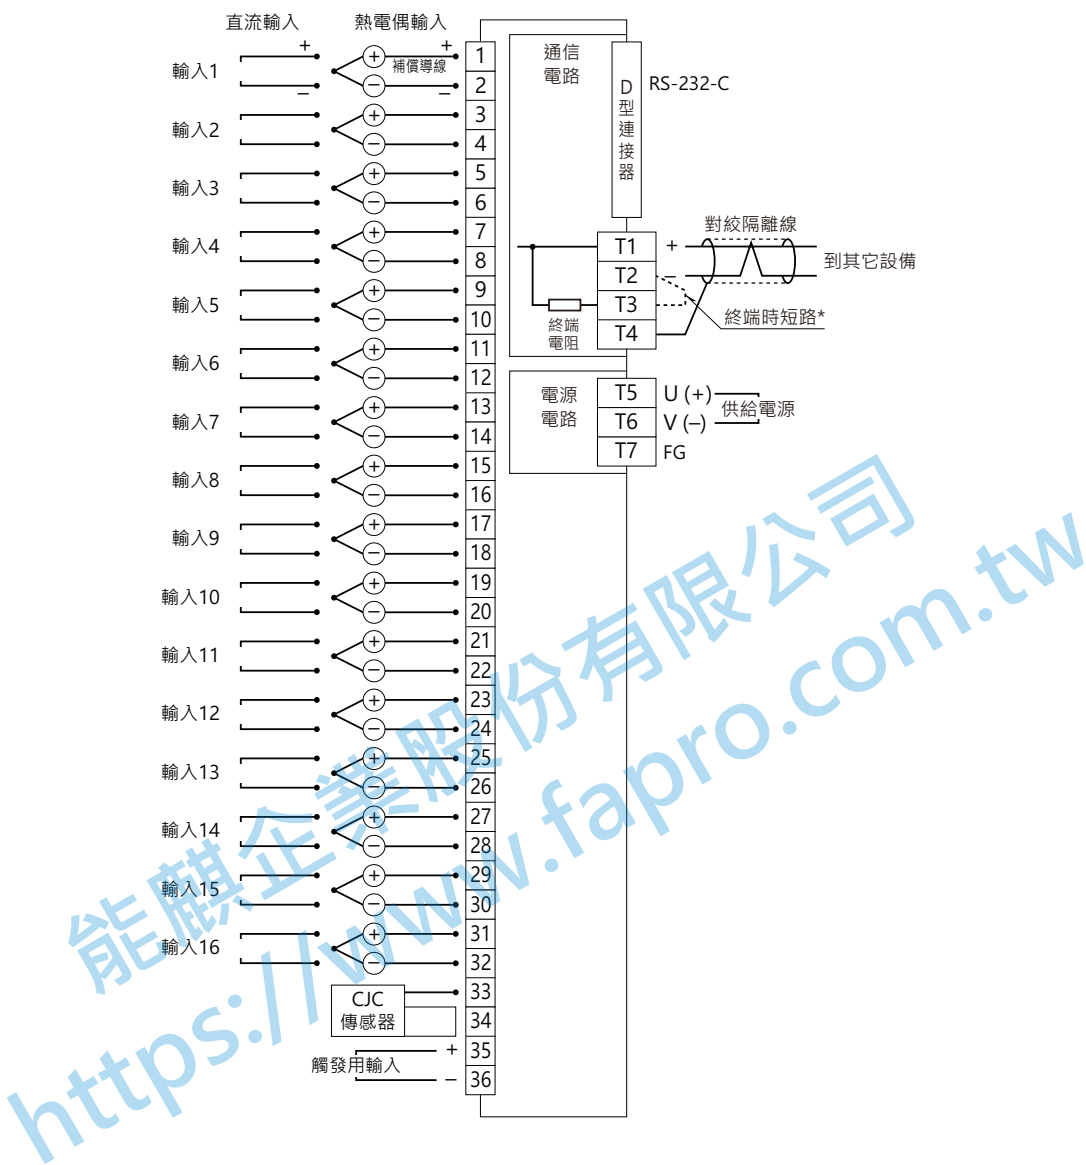 直流輸入 熱電偶輸入
輸入1 + − + 補償導線 + − − 1 2
輸入2 + − 3 4
輸入3 + − 5 6
輸入4 + − 7 8
輸入5 + − 9 10
輸入6 + − 11 12
輸入7 + − 13 14
輸入8 + − 15 16
輸入9 + − 17 18
輸入10 + − 19 20
輸入11 + − 21 22
輸入12 + − 23 24
輸入13 + − 25 26
輸入14 + − 27 28
輸入15 + − 29 30
輸入16 + − 31 32
CJC
傳感器
33
34
觸發用輸入 + − 35 36
通信
電路
D型連接器
RS-232-C
T1 +
T2 −
T3
T4
對絞隔離線
到其它設備
終端時短路*
終端
電阻
電源
電路
T5 U (+)
T6 V (−)
T7 FG
供給電源
能麒企業股份有限公司
https://www.fapro.com.tw